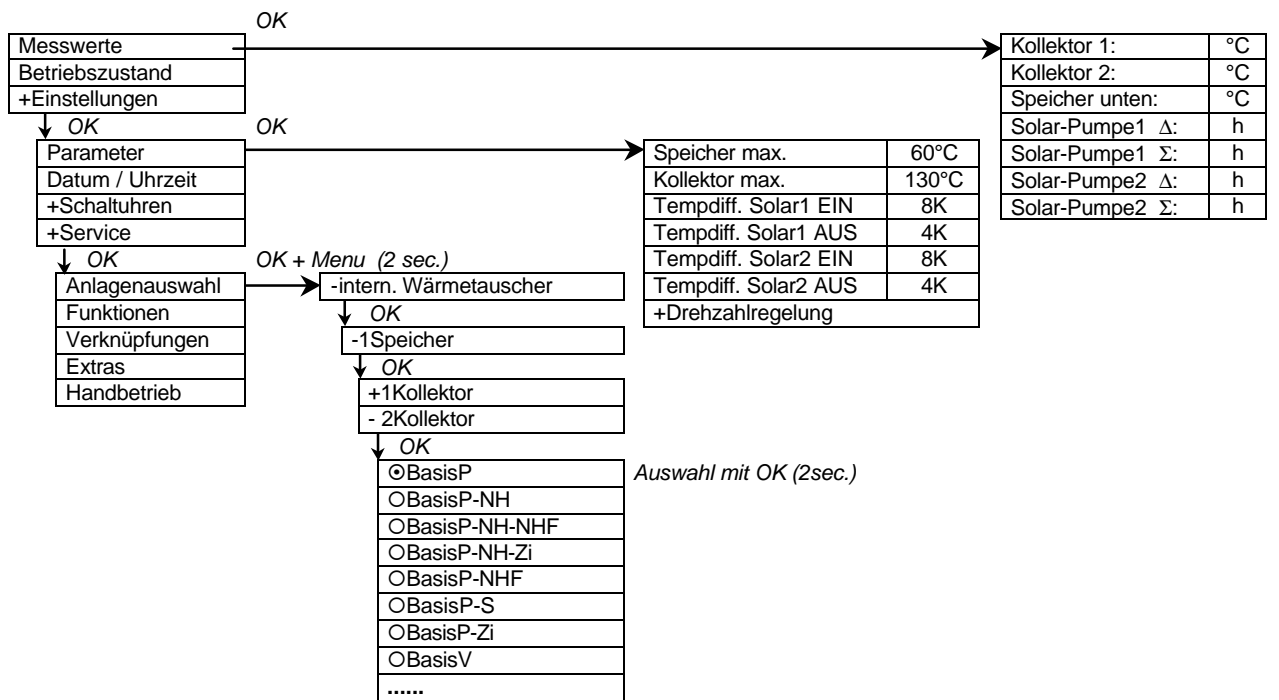 OK
Messwerte
Betriebszustand
+Einstellungen
Kollektor 1: °C
Kollektor 2: °C
Speicher unten: °C
Solar-Pumpe1 Δ: h
Solar-Pumpe1 Σ: h
Solar-Pumpe2 Δ: h
Solar-Pumpe2 Σ: h
OK OK
Parameter
Datum / Uhrzeit
+Schaltuhren
+Service
Speicher max. 60°C
Kollektor max. 130°C
Tempdiff. Solar1 EIN 8K
Tempdiff. Solar1 AUS 4K
Tempdiff. Solar2 EIN 8K
Tempdiff. Solar2 AUS 4K
+Drehzahlregelung
OK OK + Menu (2 sec.)
Anlagenauswahl
Funktionen
Verknüpfungen
Extras
Handbetrieb
-intern. Wärmetauscher
OK
-1Speicher
OK
+1Kollektor
- 2Kollektor
OK
⊙BasisP Auswahl mit OK (2sec.)
○BasisP-NH
○BasisP-NH-NHF
○BasisP-NH-Zi
○BasisP-NHF
○BasisP-S
○BasisP-Zi
○BasisV
......